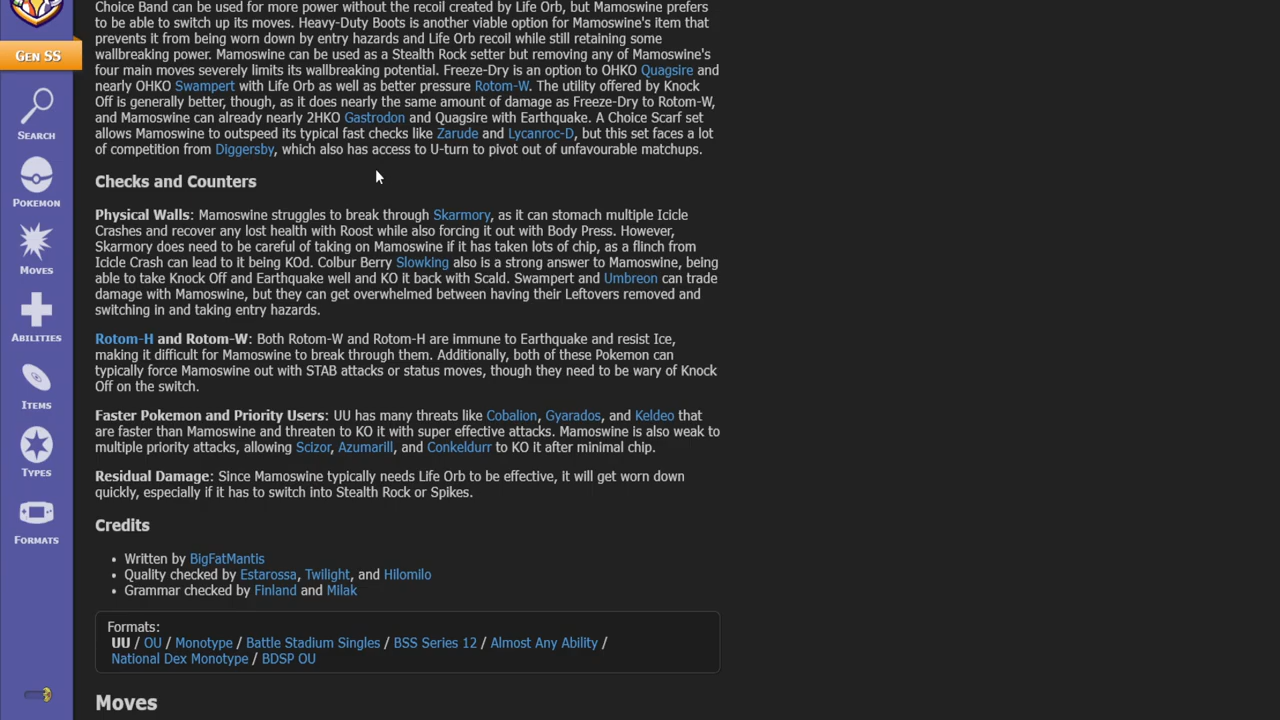 Choice Band can be used for more power without the recoil created by Life Orb, but Mamoswine prefers
to be able to switch up its moves. Heavy-Duty Boots is another viable option for Mamoswine's item that
prevents it from being worn down by entry hazards and Life Orb recoil while still retaining some
wallbreaking power. Mamoswine can be used as a Stealth Rock setter but removing any of Mamoswine's
four main moves severely limits its wallbreaking potential. Freeze-Dry is an option to OHKO Quagsire and
nearly OHKO Swampert with Life Orb as well as better pressure Rotom-W. The utility offered by Knock
Off is generally better, though, as it does nearly the same amount of damage as Freeze-Dry to Rotom-W,
and Mamoswine can already nearly 2HKO Gastrodon and Quagsire with Earthquake. A Choice Scarf set
allows Mamoswine to outspeed its typical fast checks like Zarude and Lycanroc-D, but this set faces a lot
of competition from Diggersby, which also has access to U-turn to pivot out of unfavourable matchups.
Checks and Counters
Physical Walls: Mamoswine struggles to break through Skarmory, as it can stomach multiple Icicle
Crashes and recover any lost health with Roost while also forcing it out with Body Press. However,
Skarmory does need to be careful of taking on Mamoswine if it has taken lots of chip, as a flinch from
Icicle Crash can lead to it being KOd. Colbur Berry Slowking also is a strong answer to Mamoswine, being
able to take Knock Off and Earthquake well and KO it back with Scald. Swampert and Umbreon can trade
damage with Mamoswine, but they can get overwhelmed between having their Leftovers removed and
switching in and taking entry hazards.
Rotom-H and Rotom-W: Both Rotom-W and Rotom-H are immune to Earthquake and resist Ice,
making it difficult for Mamoswine to break through them. Additionally, both of these Pokemon can
typically force Mamoswine out with STAB attacks or status moves, though they need to be wary of Knock
Off on the switch.
Faster Pokemon and Priority Users: UU has many threats like Cobalion, Gyarados, and Keldeo that
are faster than Mamoswine and threaten to KO it with super effective attacks. Mamoswine is also weak to
multiple priority attacks, allowing Scizor, Azumarill, and Conkeldurr to KO it after minimal chip.
Residual Damage: Since Mamoswine typically needs Life Orb to be effective, it will get worn down
quickly, especially if it has to switch into Stealth Rock or Spikes.
Credits
• Written by BigFatMantis
• Quality checked by Estarossa, Twilight, and Hilomilo
• Grammar checked by Finland and Milak
Formats:
UU / OU / Monotype / Battle Stadium Singles / BSS Series 12 / Almost Any Ability /
National Dex Monotype / BDSP OU
Moves
Gen SS
Search
Pokemon
Moves
Abilities
Items
Types
Formats